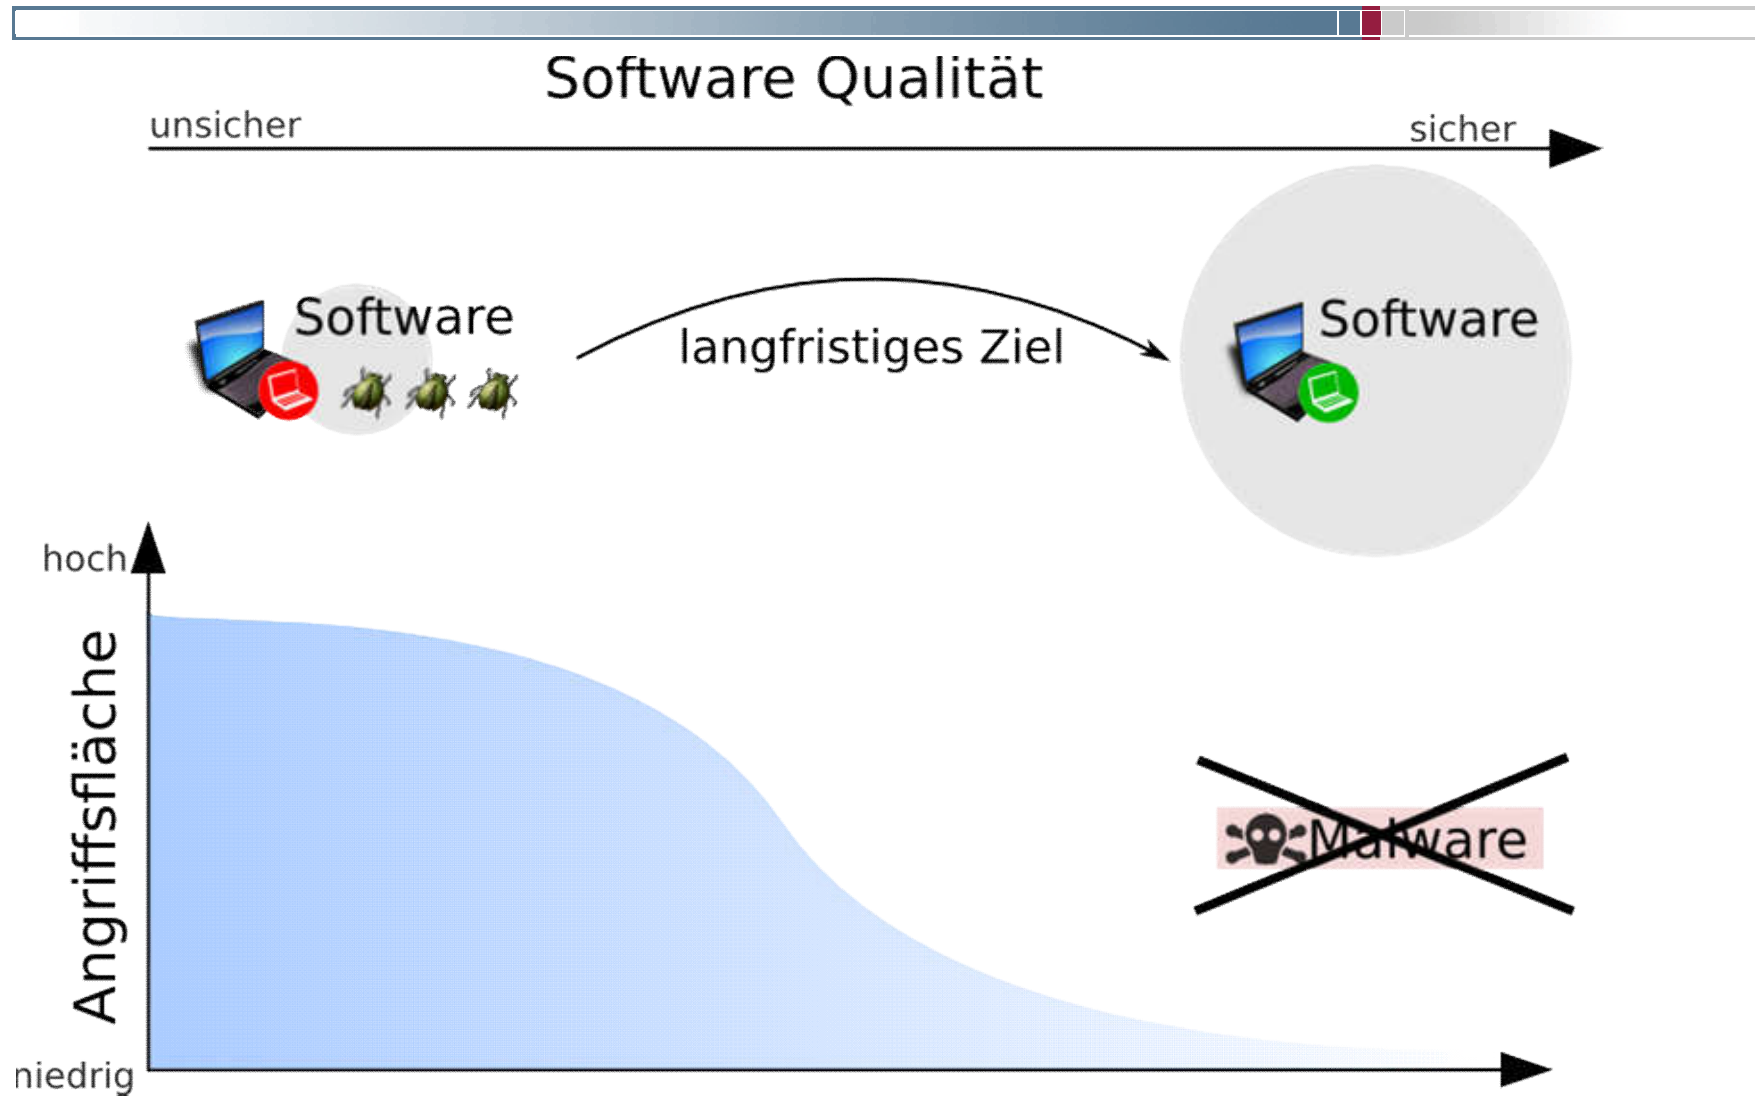 Software Qualität
unsicher
sicher
Software
langfristiges Ziel
Software
hoch
Angriffsfläche
Malware
niedrig